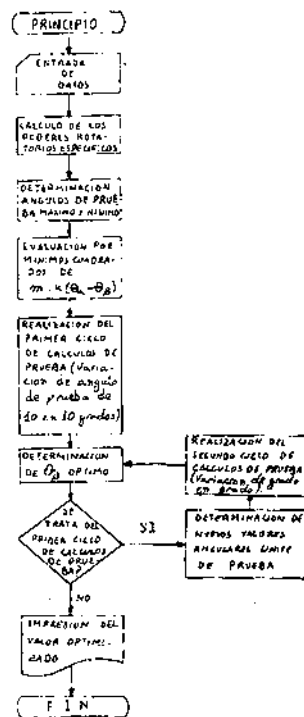 PRINCIPIO
ENTRADA
DE
DATOS
CALCULO DE LOS
PODERES ROTA-
TORIOS ESPECIFICOS
DETERMINACION
ANGULOS DE PRUE
BA MAXIMO Y MINIMO
EVALUACION POR
MINIMOS CUADRA-
DOS DE
REALIZACION DEL
PRIMER CICLO
DE CALCULOS DE
PRUEBA (Varia-
cion de angulo
de prueba de
10 en 10 grados)
DETERMINACION
DE Θβ OPTIMO
REALIZACION DEL
SEGUNDO CICLO DE
CALCULOS DE PRUEBA
(Variacion de grado
en grado).
SE
TRATA DEL
PRIMER CICLO
DE CALCULOS
DE PRUE
BA?
SI
DETERMINACION DE
NUEVOS VALORES
ANGULARES LIMITE
DE PRUEBA
NO
IMPRESION DEL
VALOR OPTIMI-
ZADO
F I N